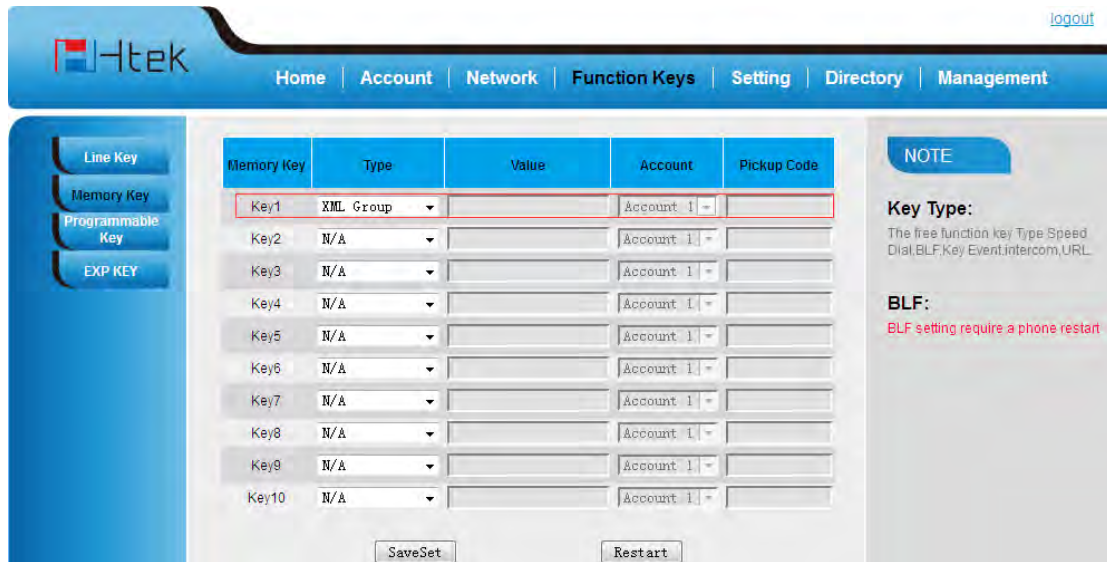 logout
Htek
Home | Account | Network | Function Keys | Setting | Directory | Management
Line Key
Memory Key
Programmable Key
EXP KEY
Memory Key Type Value Account Pickup Code
Key1 XML Group Account 1
Key2 N/A Account 1
Key3 N/A Account 1
Key4 N/A Account 1
Key5 N/A Account 1
Key6 N/A Account 1
Key7 N/A Account 1
Key8 N/A Account 1
Key9 N/A Account 1
Key10 N/A Account 1
SaveSet Restart
NOTE
Key Type:
The free function key Type Speed
Dial,BLF,Key Event,intercom,URL.
BLF:
BLF setting require a phone restart